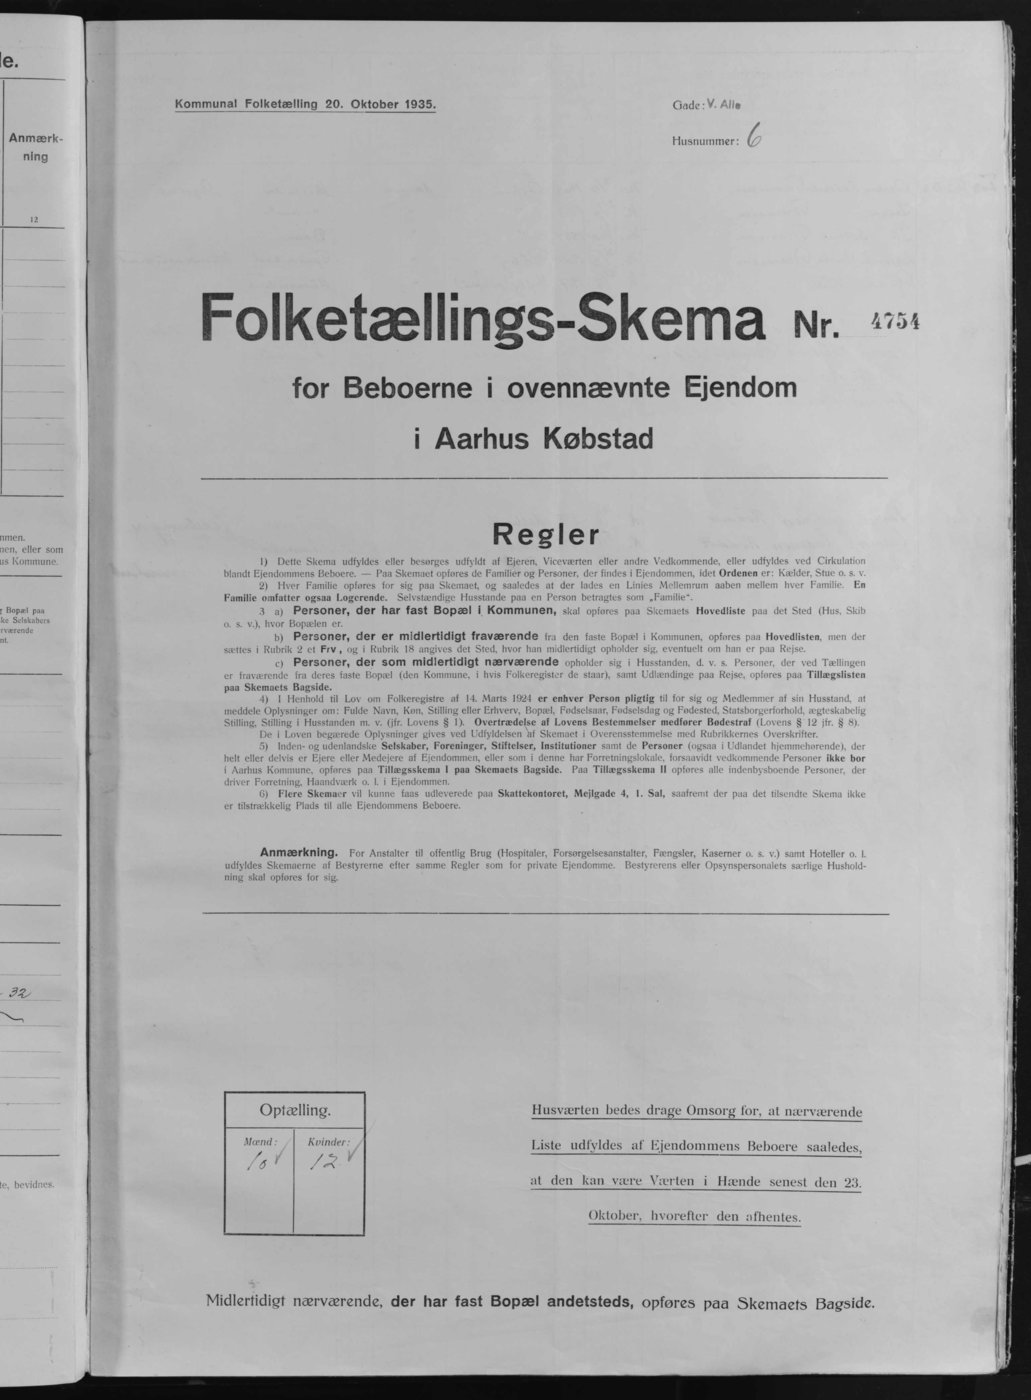 le.
Anmærk-
ning
12
nmen.
nen, eller som
us Kommune.
g Bopæl paa
ke Selskabers
rværende
nt.
32
te, bevidnes.
Kommunal Folketælling 20. Oktober 1935.
Gade: V. Alle
Husnummer: 6
Folketællings-Skema Nr. 4754
for Beboerne i ovennævnte Ejendom
i Aarhus Købstad
Regler
1) Dette Skema udfyldes eller besørges udfyldt af Ejeren, Viceværten eller andre Vedkommende, eller udfyldes ved Cirkulation
blandt Ejendommens Beboere. — Paa Skemaet opføres de Familier og Personer, der findes i Ejendommen, idet Ordenen er: Kælder, Stue o. s. v.
2) Hver Familie opføres for sig paa Skemaet, og saaledes at der lades en Linies Mellemrum aaben mellem hver Familie. En
Familie omfatter ogsaa Logerende. Selvstændige Husstande paa en Person betragtes som „Familie“.
3 a) Personer, der har fast Bopæl i Kommunen, skal opføres paa Skemaets Hovedliste paa det Sted (Hus, Skib
o. s. v.), hvor Bopælen er.
b) Personer, der er midlertidigt fraværende fra den faste Bopæl i Kommunen, opføres paa Hovedlisten, men der
sættes i Rubrik 2 et Frv, og i Rubrik 18 angives det Sted, hvor han midlertidigt opholder sig, eventuelt om han er paa Rejse.
c) Personer, der som midlertidigt nærværende opholder sig i Husstanden, d. v. s. Personer, der ved Tællingen
er fraværende fra deres faste Bopæl (den Kommune, i hvis Folkeregister de staar), samt Udlændinge paa Rejse, opføres paa Tillægslisten
paa Skemaets Bagside.
4) I Henhold til Lov om Folkeregistre af 14. Marts 1924 er enhver Person pligtig til for sig og Medlemmer af sin Husstand, at
meddele Oplysninger om: Fulde Navn, Køn, Stilling eller Erhverv, Bopæl, Fødselsaar, Fødselsdag og Fødested, Statsborgerforhold, ægteskabelig
Stilling, Stilling i Husstanden m. v. (jfr. Lovens § 1). Overtrædelse af Lovens Bestemmelser medfører Bødestraf (Lovens § 12 jfr. § 8).
De i Loven begærede Oplysninger gives ved Udfyldelsen af Skemaet i Overensstemmelse med Rubrikkernes Overskrifter.
5) Inden- og udenlandske Selskaber, Foreninger, Stiftelser, Institutioner samt de Personer (ogsaa i Udlandet hjemmehørende), der
helt eller delvis er Ejere eller Medejere af Ejendommen, eller som i denne har Forretningslokale, forsaavidt vedkommende Personer ikke bor
i Aarhus Kommune, opføres paa Tillægsskema I paa Skemaets Bagside. Paa Tillægsskema II opføres alle indenbysboende Personer, der
driver Forretning, Haandværk o. l. i Ejendommen.
6) Flere Skemaer vil kunne faas udleverede paa Skattekontoret, Mejlgade 4, 1. Sal, saafremt der paa det tilsendte Skema ikke
er tilstrækkelig Plads til alle Ejendommens Beboere.
Anmærkning. For Anstalter til offentlig Brug (Hospitaler, Forsørgelsesanstalter, Fængsler, Kaserner o. s. v.) samt Hoteller o. l.
udfyldes Skemaerne af Bestyrerne efter samme Regler som for private Ejendomme. Bestyrerens eller Opsynspersonalets særlige Hushold-
ning skal opføres for sig.
Optælling.
Mænd: Kvinder:
10 12
Husværten bedes drage Omsorg for, at nærværende
Liste udfyldes af Ejendommens Beboere saaledes,
at den kan være Værten i Hænde senest den 23.
Oktober, hvorefter den afhentes.
Midlertidigt nærværende, der har fast Bopæl andetsteds, opføres paa Skemaets Bagside.